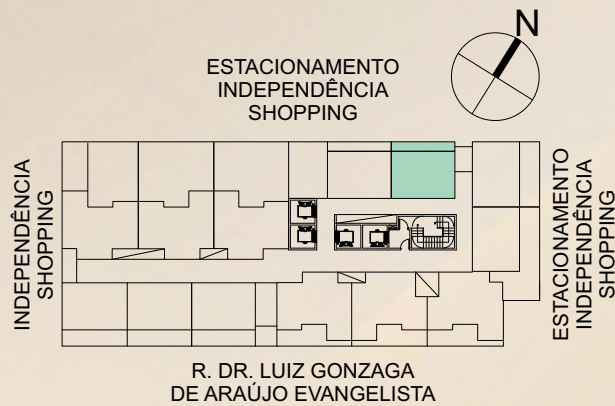 N
ESTACIONAMENTO
INDEPENDÊNCIA
SHOPPING
INDEPENDÊNCIA
SHOPPING
ESTACIONAMENTO
INDEPENDÊNCIA
SHOPPING
R. DR. LUIZ GONZAGA
DE ARAÚJO EVANGELISTA